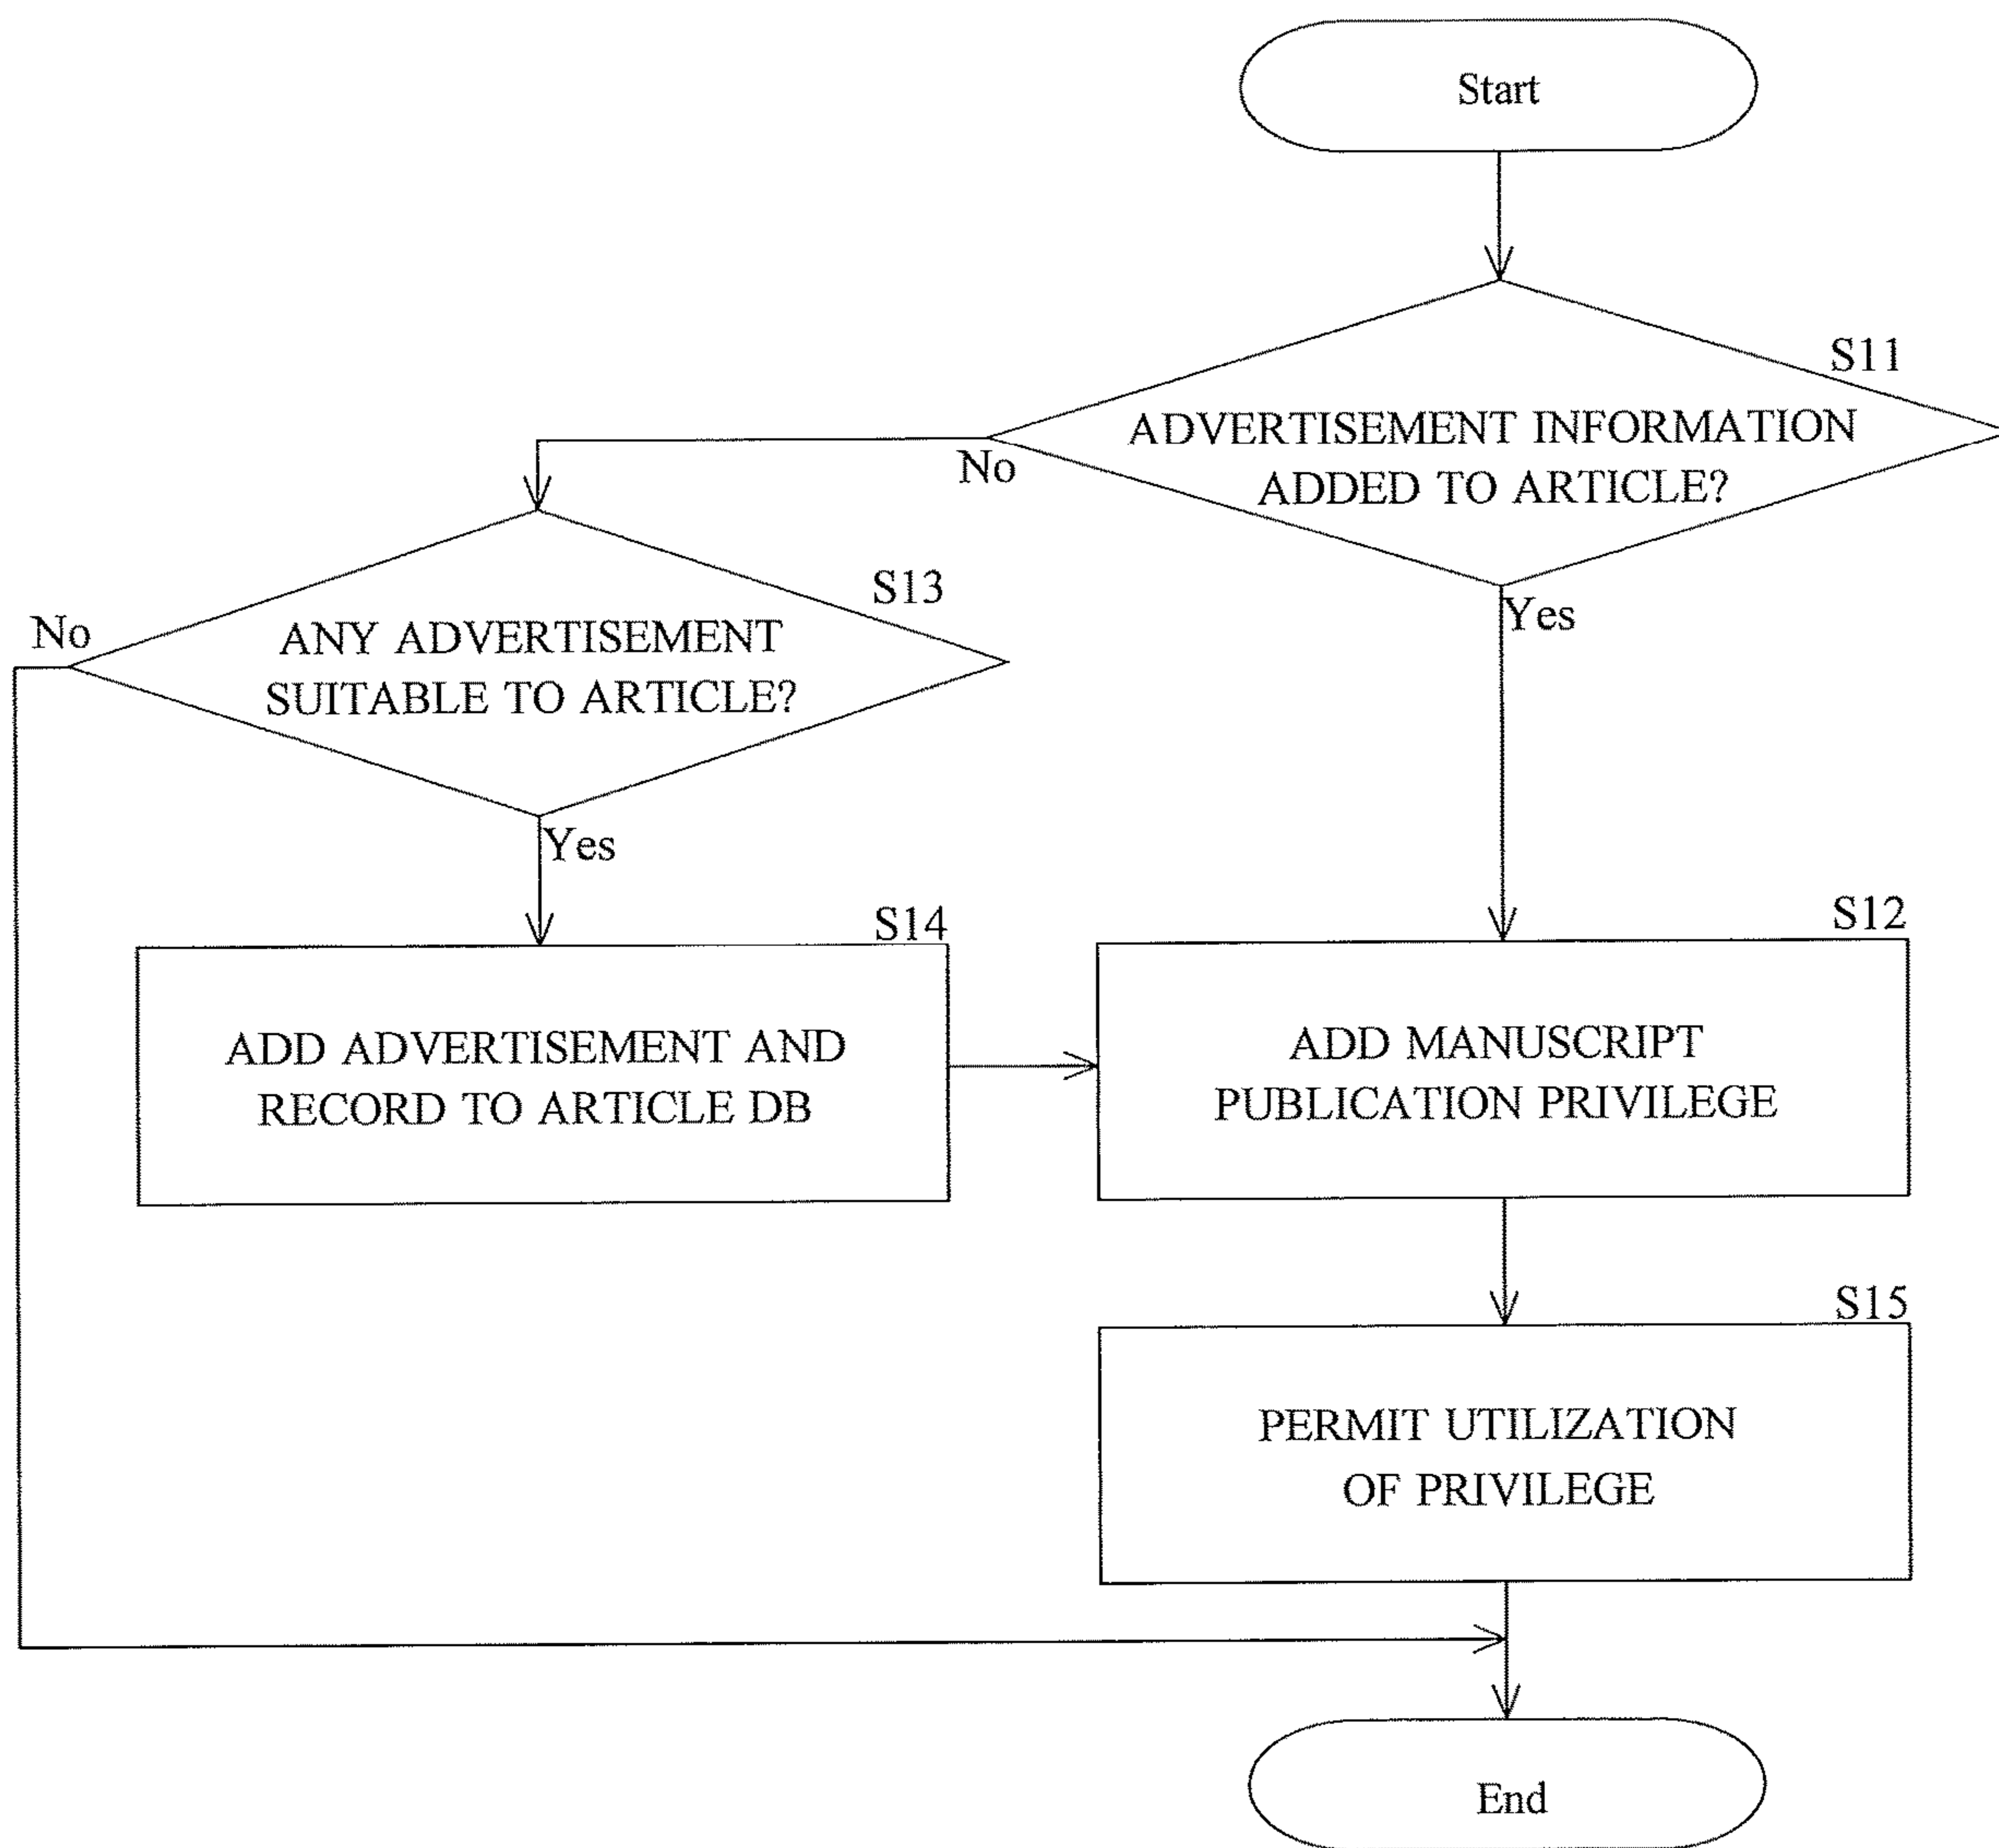 Start
S11
ADVERTISEMENT INFORMATION
ADDED TO ARTICLE?
No
Yes
S13
No
ANY ADVERTISEMENT
SUITABLE TO ARTICLE?
Yes
S14
ADD ADVERTISEMENT AND
RECORD TO ARTICLE DB
S12
ADD MANUSCRIPT
PUBLICATION PRIVILEGE
S15
PERMIT UTILIZATION
OF PRIVILEGE
End